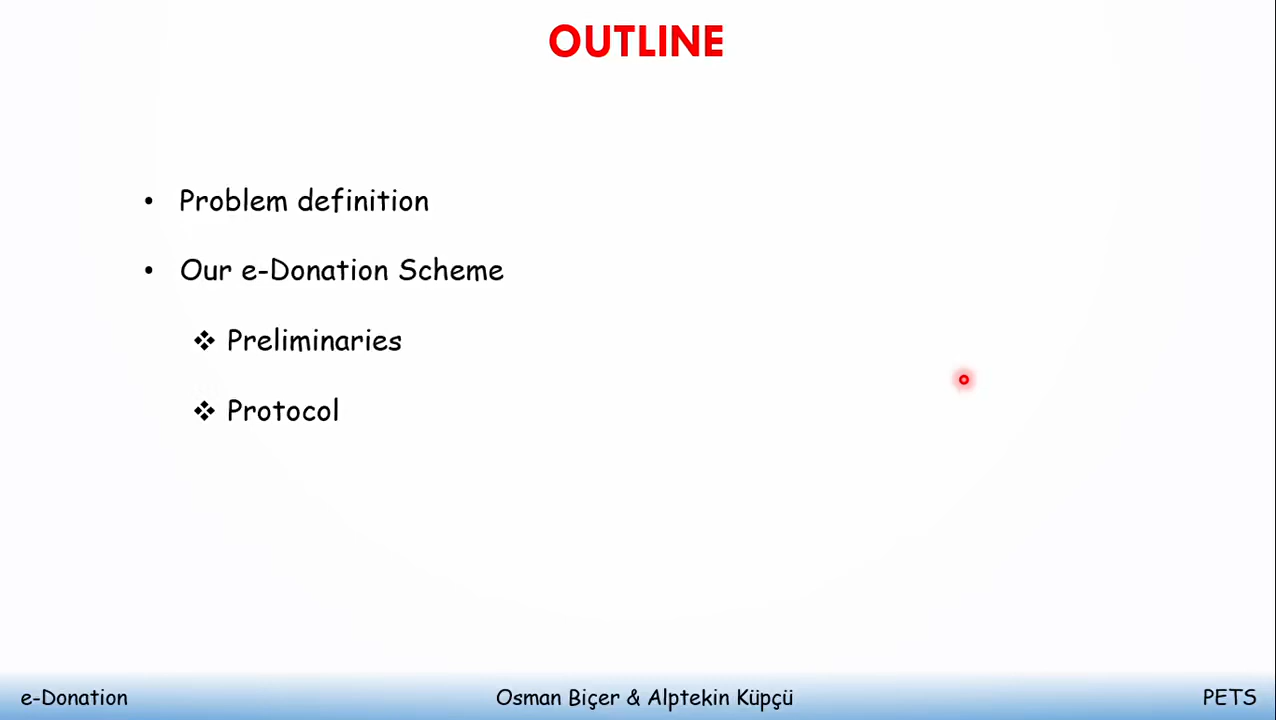 OUTLINE
• Problem definition
• Our e-Donation Scheme
❖ Preliminaries
❖ Protocol
e-Donation Osman Biçer & Alptekin Küpçü PETS